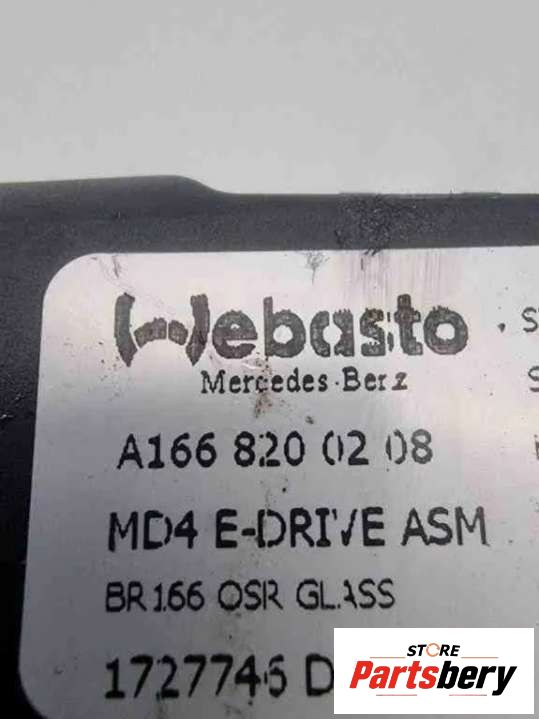 Webasto
Mercedes-Benz
A166 820 02 08
MD4 E-DRIVE ASM
BR166 OSR GLASS
1727746 D
STORE
Partsbery